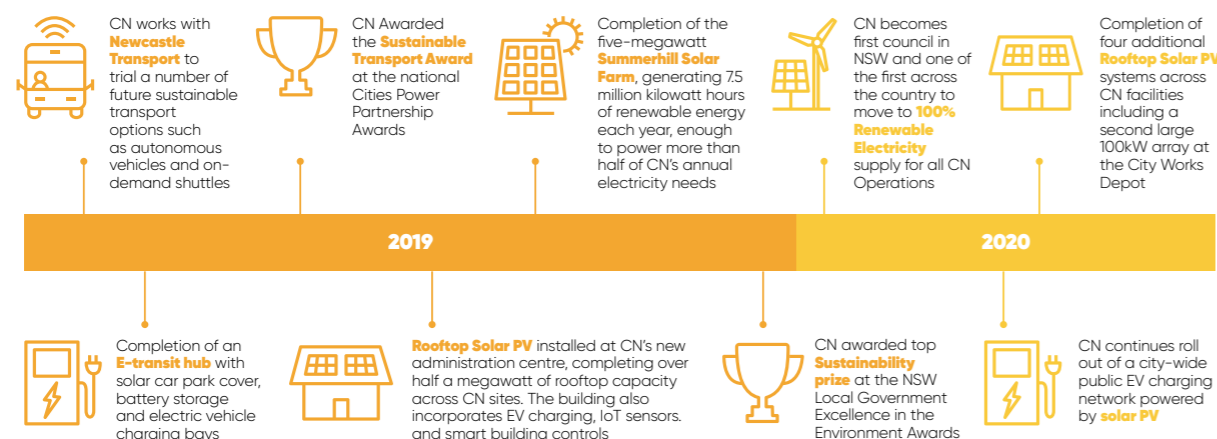 CN works with
Newcastle
Transport to
trial a number of
future sustainable
transport
options such
as autonomous
vehicles and on-
demand shuttles
CN Awarded
the Sustainable
Transport Award
at the national
Cities Power
Partnership
Awards
Completion of the
five-megawatt
Summerhill Solar
Farm, generating 7.5
million kilowatt hours
of renewable energy
each year, enough
to power more than
half of CN's annual
electricity needs
CN becomes
first council in
NSW and one of
the first across
the country to
move to 100%
Renewable
Electricity
supply for all CN
Operations
Completion of
four additional
Rooftop Solar PV
systems across
CN facilities
including a
second large
100kW array at
the City Works
Depot
2019
2020
Completion of an
E-transit hub with
solar car park cover,
battery storage
and electric vehicle
charging bays
Rooftop Solar PV installed at CN's new
administration centre, completing over
half a megawatt of rooftop capacity
across CN sites. The building also
incorporates EV charging, IoT sensors.
and smart building controls
CN awarded top
Sustainability
prize at the NSW
Local Government
Excellence in the
Environment Awards
CN continues roll
out of a city-wide
public EV charging
network powered
by solar PV